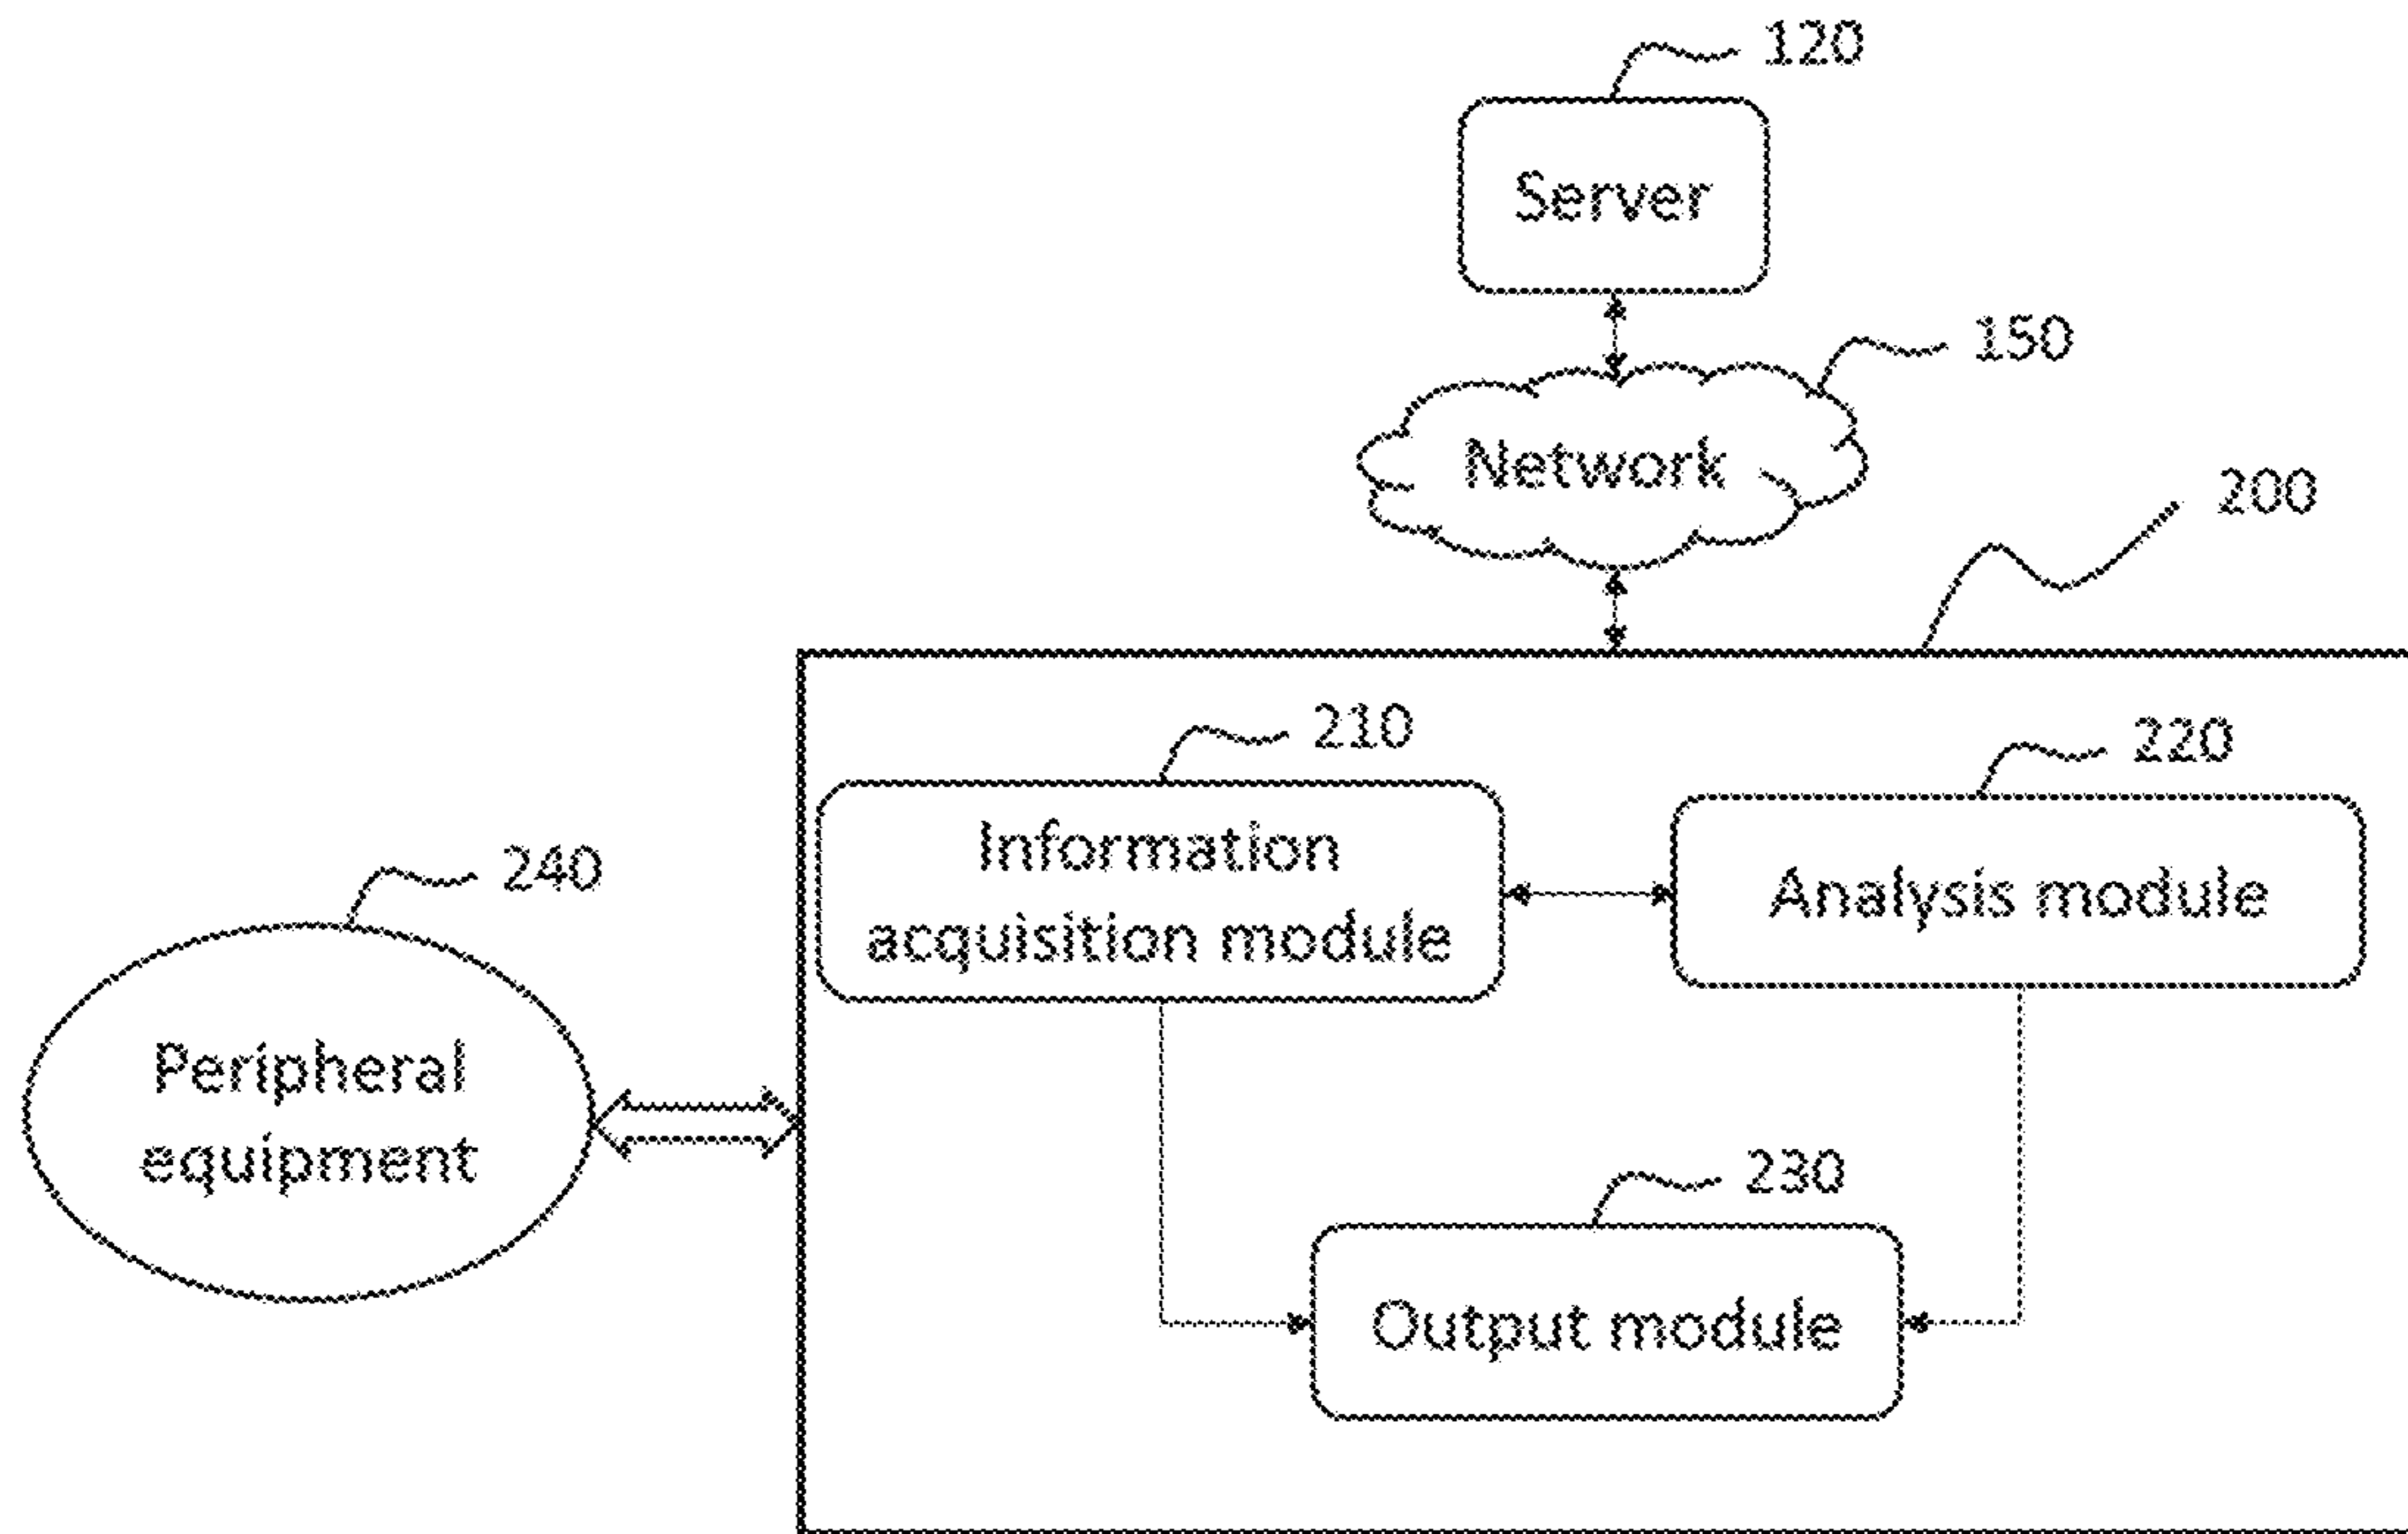 120
Server
150
Network
200
210
220
Information
acquisition module
Analysis module
240
Peripheral
equipment
230
Output module